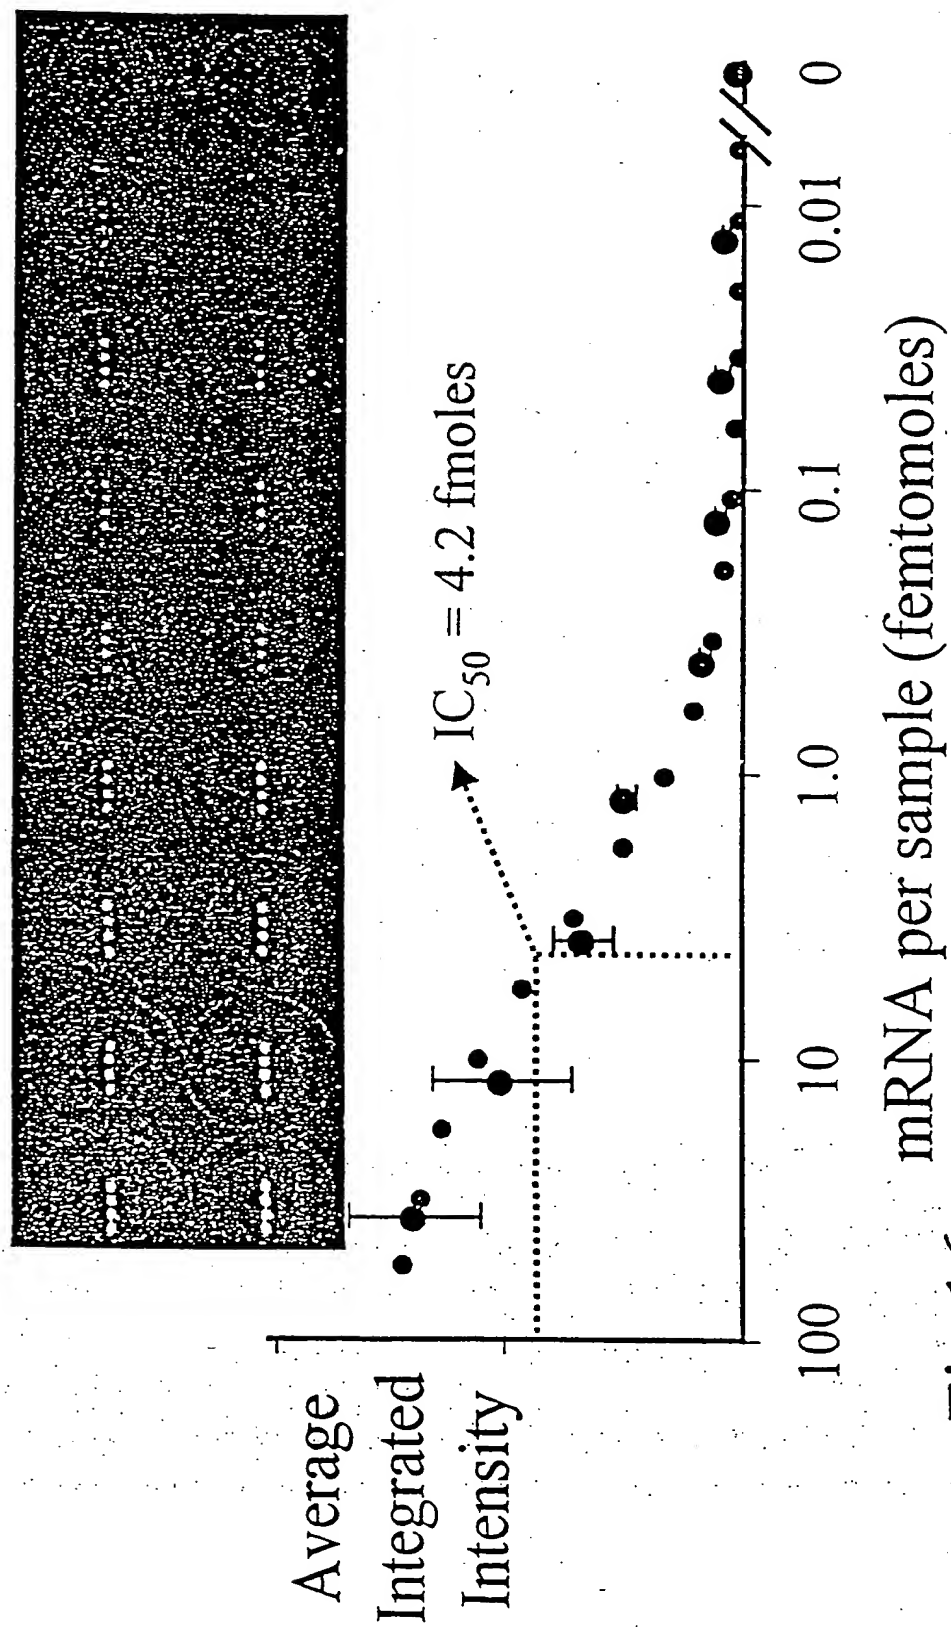 Average
Integrated
Intensity
IC50 = 4.2 fmoles
100
10
1.0
0.1
0.01
0
mRNA per sample (femtomoles)